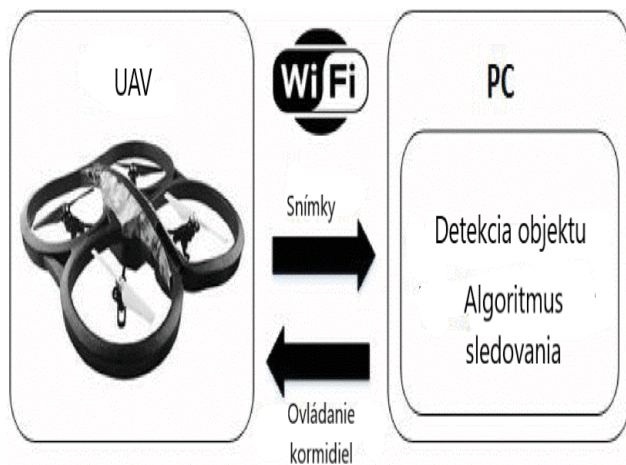 UAV
WiFi
PC
Snímky
Detekcia objektu
Algoritmus
sledovania
Ovládanie
kormidiel